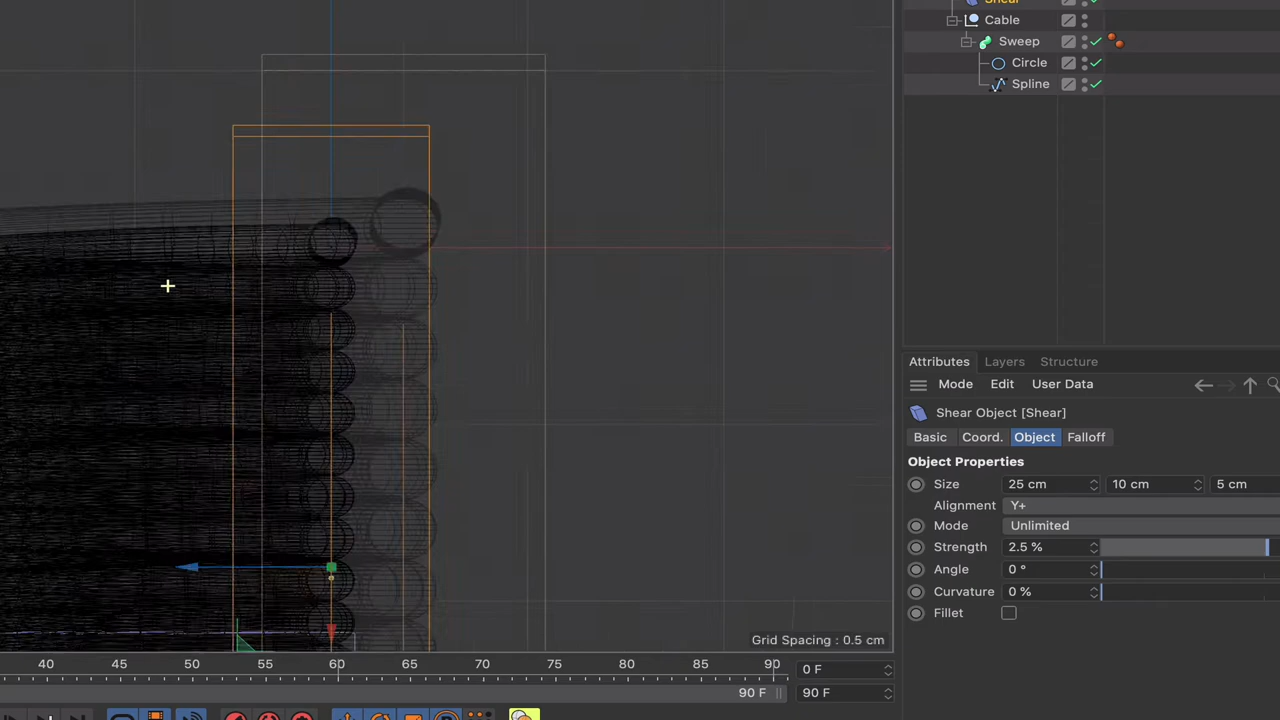 Shear
Cable
Sweep
Circle
Spline
Attributes Layers Structure
Mode Edit User Data
Shear Object [Shear]
Basic Coord. Object Falloff
Object Properties
Size 25 cm 10 cm 5 cm
Alignment Y+
Mode Unlimited
Strength 2.5 %
Angle 0 °
Curvature 0 %
Fillet
Grid Spacing : 0.5 cm
40 45 50 55 60 65 70 75 80 85 90 0 F
90 F 90 F